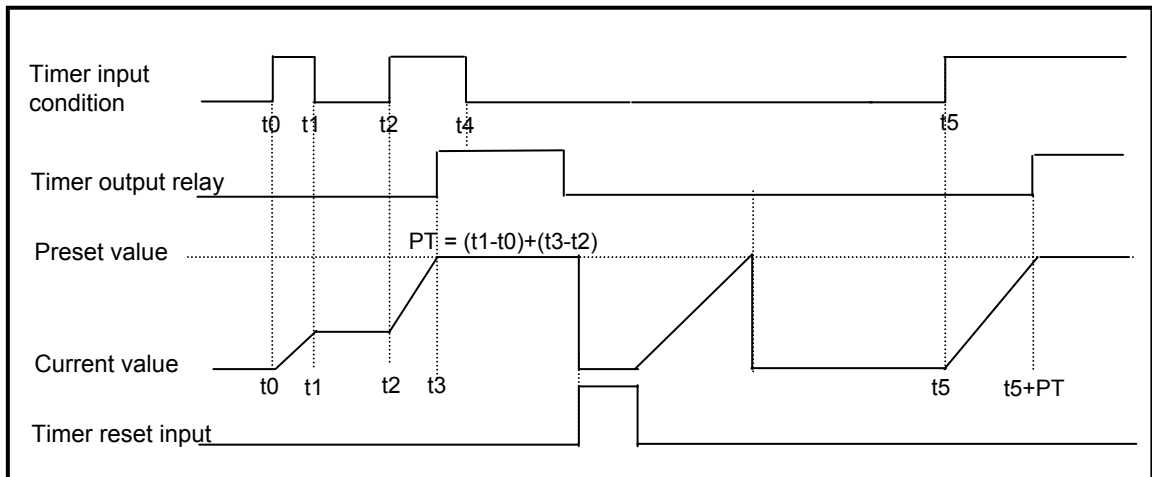 Timer input
condition
t0 t1 t2 t4 t5
Timer output relay
PT = (t1-t0)+(t3-t2)
Preset value
Current value
t0 t1 t2 t3 t5 t5+PT
Timer reset input